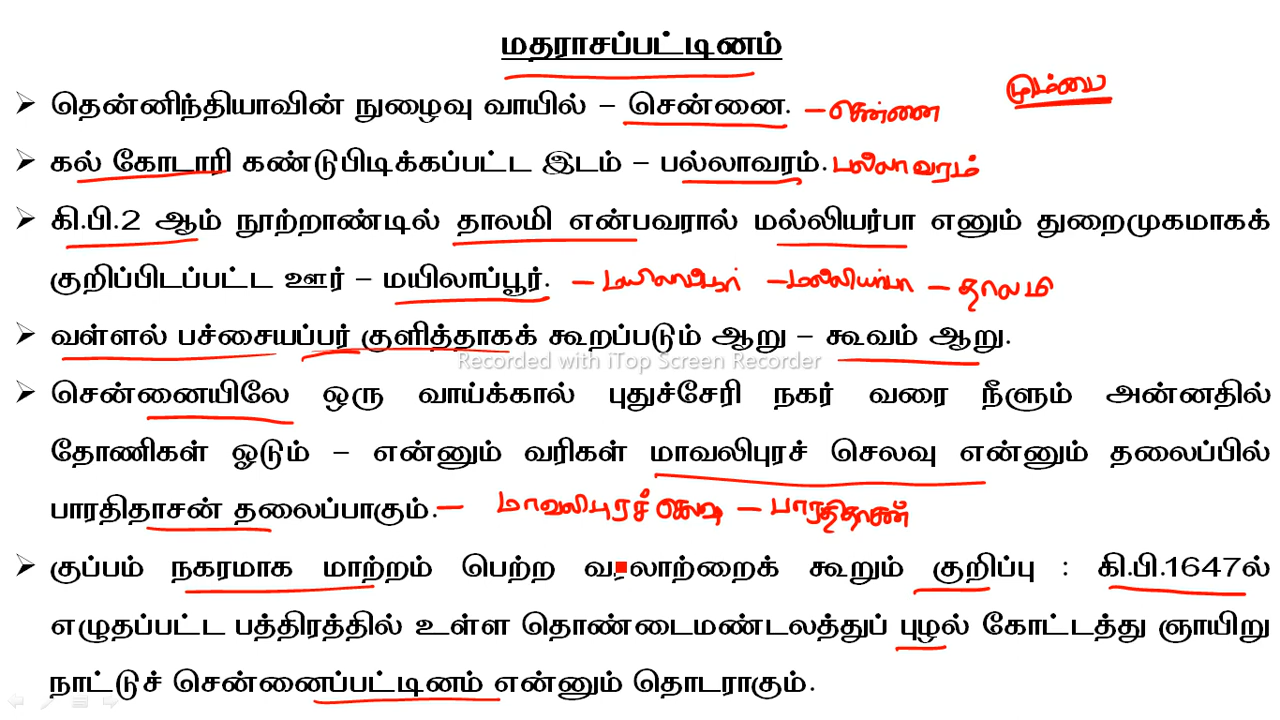 மதராசப்பட்டினம்
➢ தென்னிந்தியாவின் நுழைவு வாயில் – சென்னை. – சென்னை மும்பை
➢ கல் கோடாரி கண்டுபிடிக்கப்பட்ட இடம் – பல்லாவரம். பல்லாவரம்
➢ கி.பி.2 ஆம் நூற்றாண்டில் தாலமி என்பவரால் மல்லியர்பா எனும் துறைமுகமாகக்
குறிப்பிடப்பட்ட ஊர் – மயிலாப்பூர். – மயிலாப்பூர் – மல்லியர்பா – தாலமி
➢ வள்ளல் பச்சையப்பர் குளித்தாகக் கூறப்படும் ஆறு – கூவம் ஆறு.
Recorded with iTop Screen Recorder
➢ சென்னையிலே ஒரு வாய்க்கால் புதுச்சேரி நகர் வரை நீளும் அன்னதில்
தோணிகள் ஓடும் – என்னும் வரிகள் மாவலிபுரச் செலவு என்னும் தலைப்பில்
பாரதிதாசன் தலைப்பாகும். – மாவலிபுரச் செலவு – பாரதிதாசன்
➢ குப்பம் நகரமாக மாற்றம் பெற்ற வரலாற்றைக் கூறும் குறிப்பு : கி.பி.1647ல்
எழுதப்பட்ட பத்திரத்தில் உள்ள தொண்டைமண்டலத்துப் புழல் கோட்டத்து ஞாயிறு
நாட்டுச் சென்னைப்பட்டினம் என்னும் தொடராகும்.